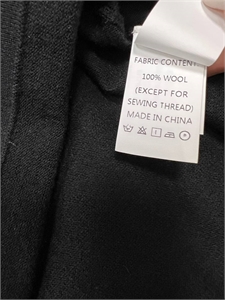 FABRIC CONTENT
100% WOOL
(EXCEPT FOR
SEWING THREAD)
MADE IN CHINA